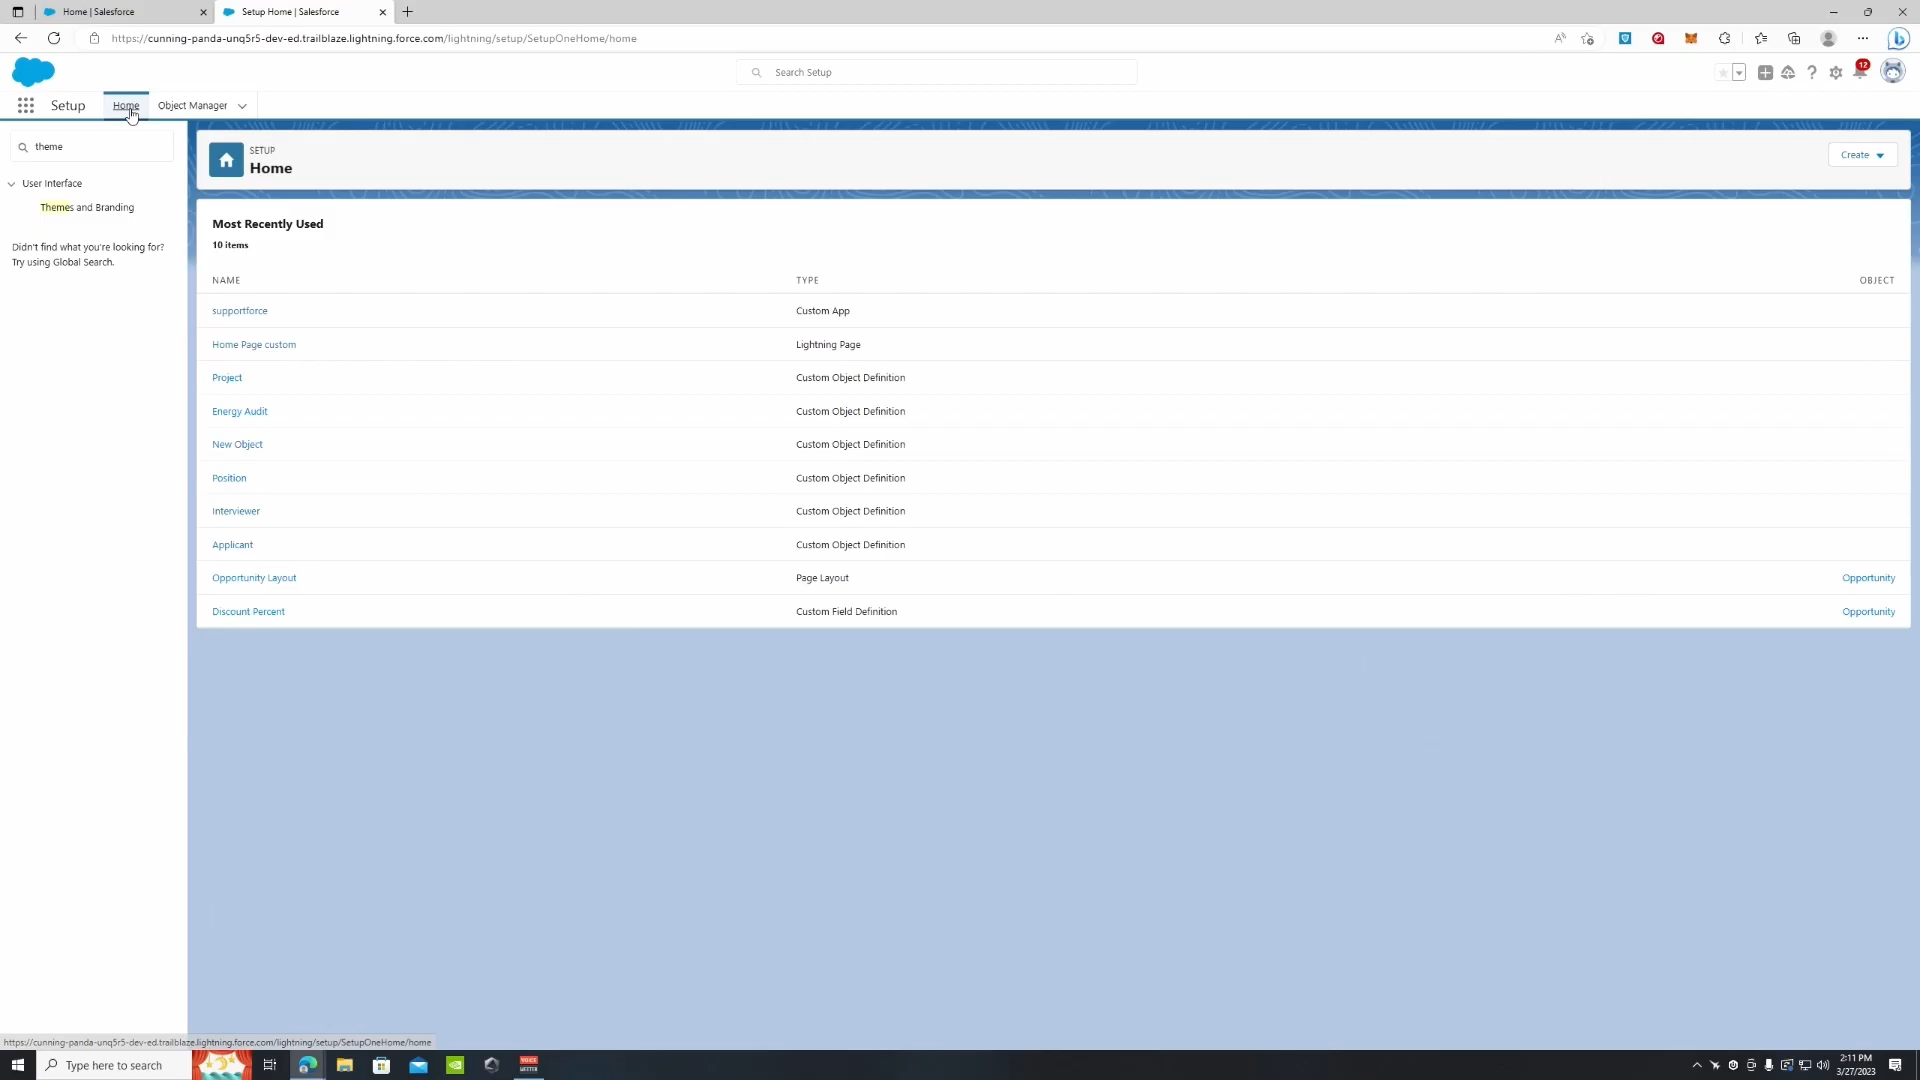 Home | Salesforce
Setup Home | Salesforce
https://cunning-panda-unq5r5-dev-ed.trailblaze.lightning.force.com/lightning/setup/SetupOneHome/home
Search Setup
12
Setup
Home
Object Manager
theme
User Interface
Themes and Branding
Didn't find what you're looking for?
Try using Global Search.
SETUP
Home
Create
Most Recently Used
10 items
NAME TYPE OBJECT
supportforce Custom App
Home Page custom Lightning Page
Project Custom Object Definition
Energy Audit Custom Object Definition
New Object Custom Object Definition
Position Custom Object Definition
Interviewer Custom Object Definition
Applicant Custom Object Definition
Opportunity Layout Page Layout Opportunity
Discount Percent Custom Field Definition Opportunity
https://cunning-panda-unq5r5-dev-ed.trailblaze.lightning.force.com/lightning/setup/SetupOneHome/home
Type here to search
2:11 PM
3/27/2023